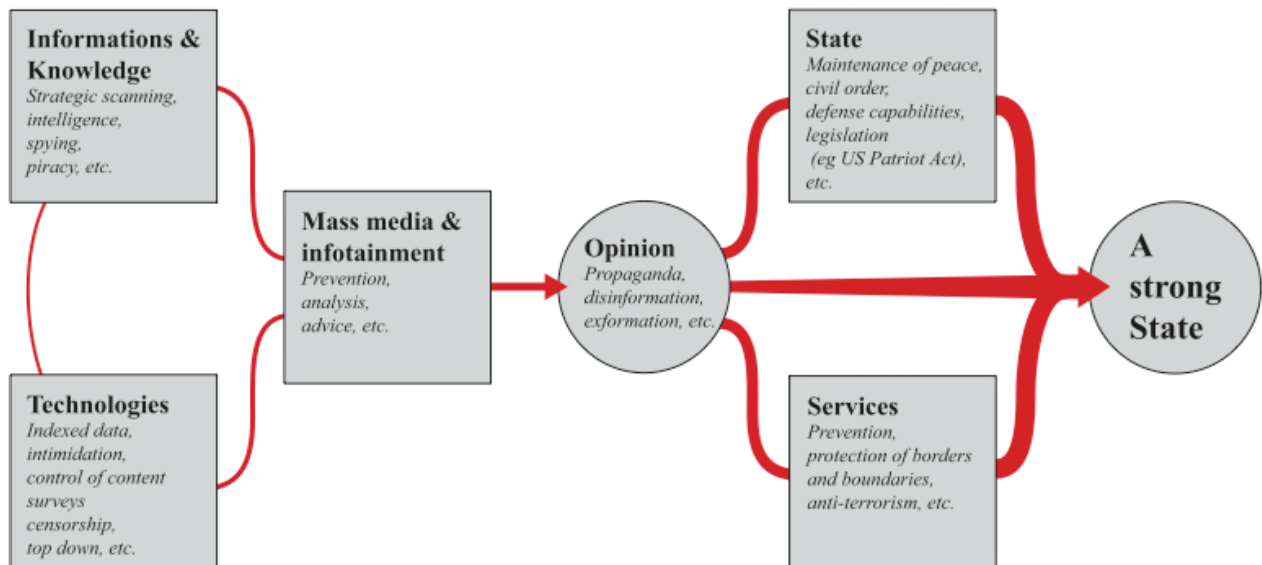 Informations &
Knowledge
Strategic scanning,
intelligence,
spying,
piracy, etc.
Technologies
Indexed data,
intimidation,
control of content
surveys
censorship,
top down, etc.
Mass media &
infotainment
Prevention,
analysis,
advice, etc.
Opinion
Propaganda,
disinformation,
exformation, etc.
State
Maintenance of peace,
civil order,
defense capabilities,
legislation
(eg US Patriot Act),
etc.
Services
Prevention,
protection of borders
and boundaries,
anti-terrorism, etc.
A
strong
State